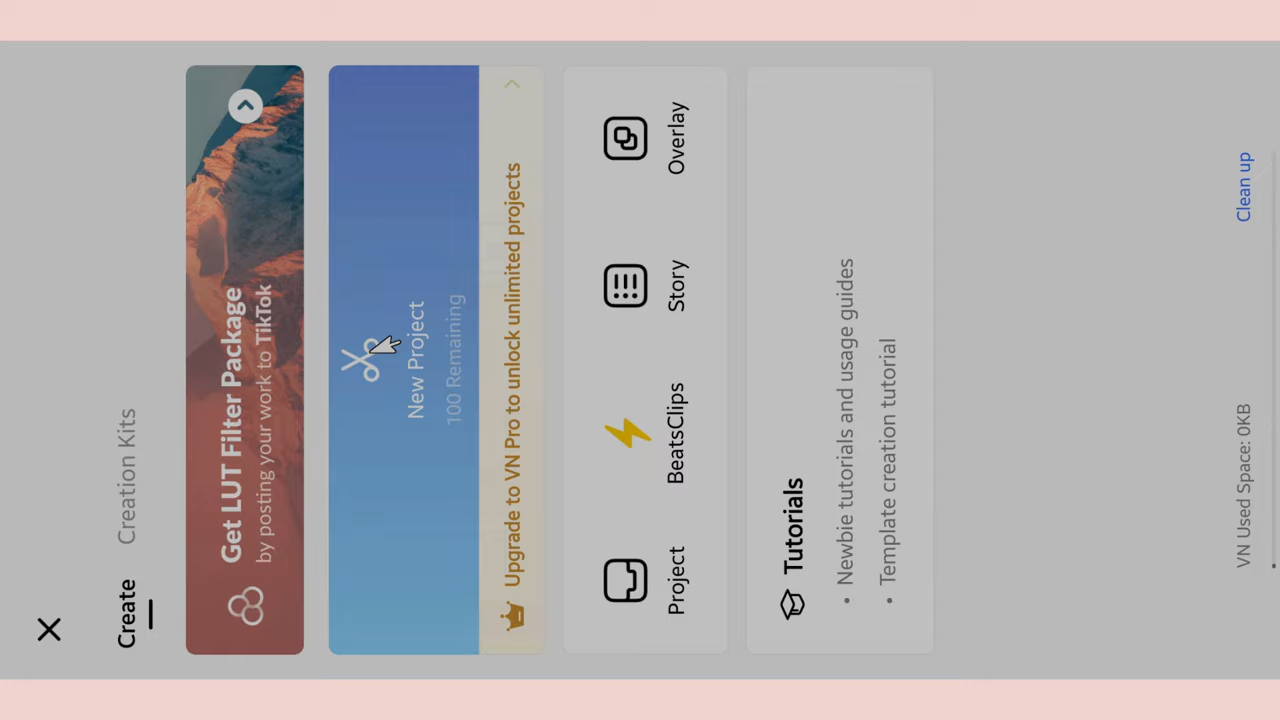 Create Creation Kits
Get LUT Filter Package
by posting your work to TikTok
New Project
100 Remaining
Upgrade to VN Pro to unlock unlimited projects
Project BeatsClips Story Overlay
Tutorials
• Newbie tutorials and usage guides
• Template creation tutorial
VN Used Space: 0KB Clean up